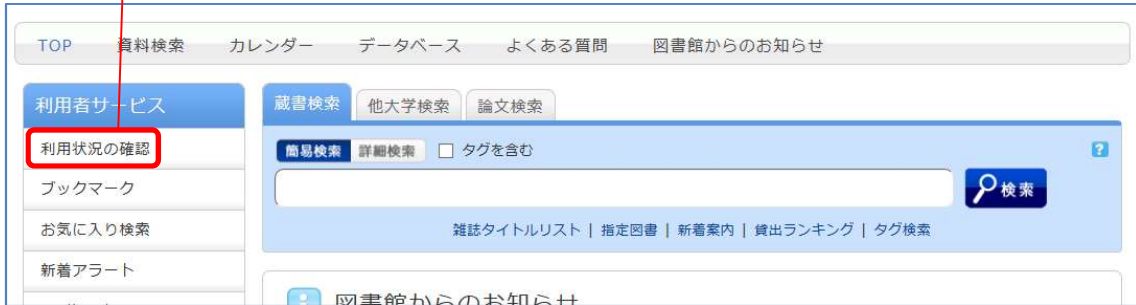 TOP 資料検索 カレンダー データベース よくある質問 図書館からのお知らせ
利用者サービス
利用状況の確認
ブックマーク
お気に入り検索
新着アラート
蔵書検索 他大学検索 論文検索
簡易検索 詳細検索 タグを含む ?
検索
雑誌タイトルリスト | 指定図書 | 新着案内 | 貸出ランキング | タグ検索
図書館からのお知らせ